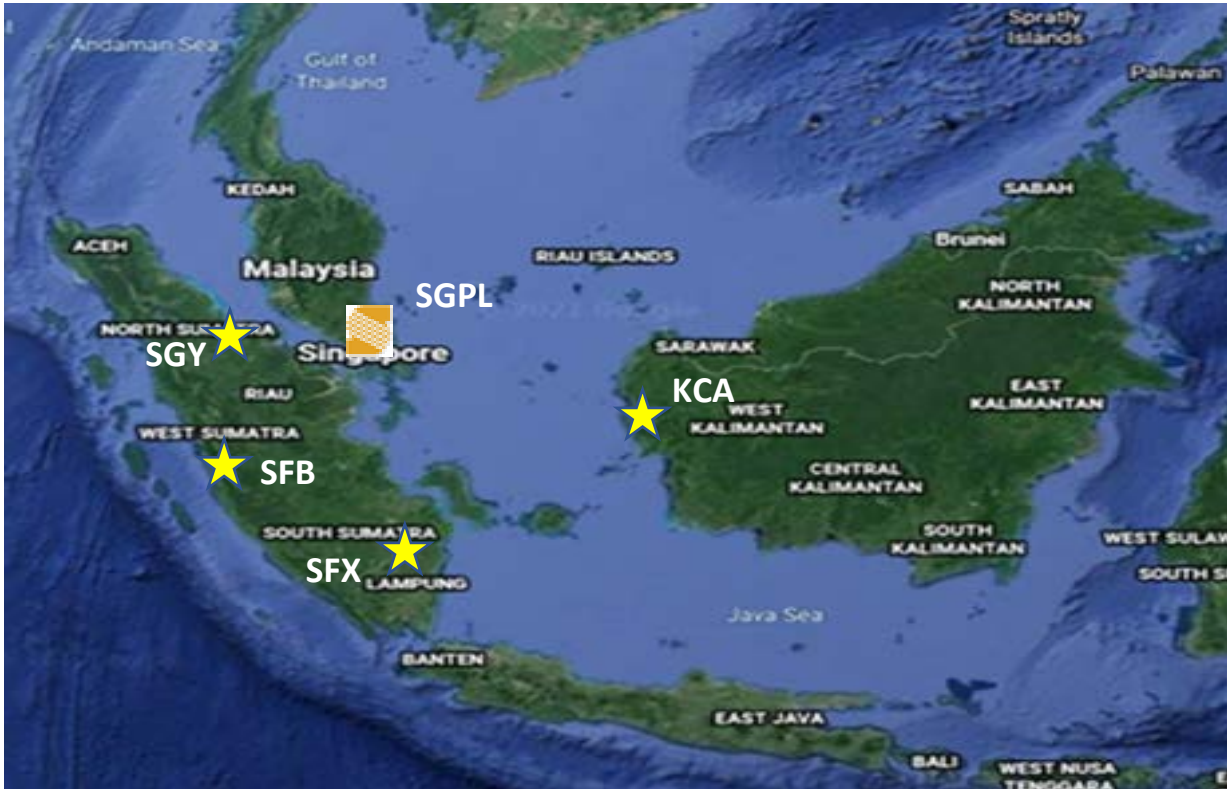 Andaman Sea
Gulf of
Thailand
Spratly
Islands
Palawan
KEDAH
SABAH
ACEH
Brunei
Malaysia
RIAU ISLANDS
NORTH
KALIMANTAN
SGPL
NORTH SUMATRA
SGY
Singapore
SARAWAK
RIAU
KCA
EAST
KALIMANTAN
WEST
KALIMANTAN
WEST SUMATRA
SFB
CENTRAL
KALIMANTAN
SOUTH SUMATRA
SOUTH
KALIMANTAN
WEST SULAW
SFX
LAMPUNG
SOUTH S
Java Sea
BANTEN
EAST JAVA
BALI
WEST NUSA
TENGGARA